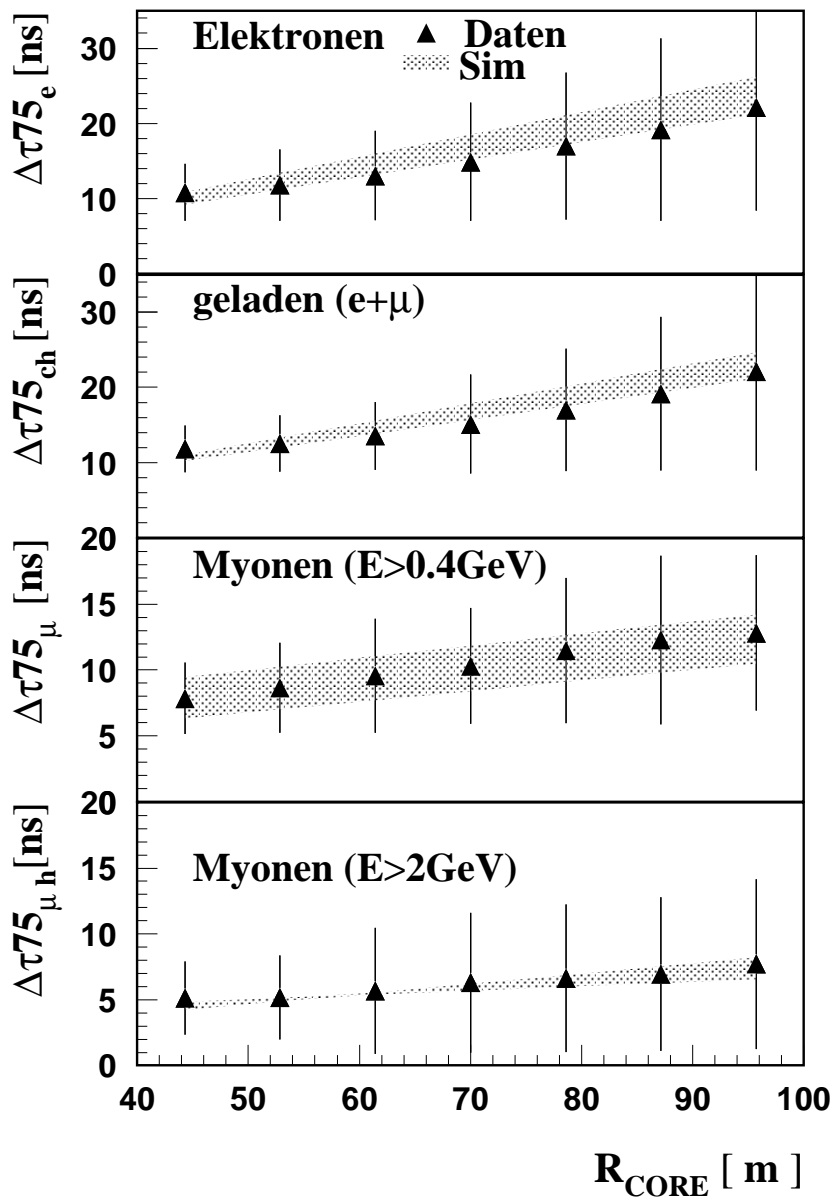 Elektronen ▲ Daten
Sim
Δτ75e [ns]
30
20
10
0
geladen (e+μ)
Δτ75ch [ns]
30
20
10
Myonen (E>0.4GeV)
Δτ75μ [ns]
20
15
10
5
Myonen (E>2GeV)
Δτ75μ h [ns]
20
15
10
5
0
40 50 60 70 80 90 100
RCORE [ m ]